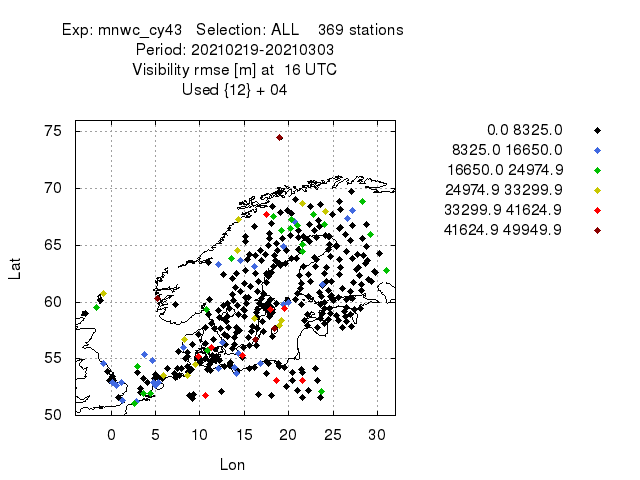 Exp: mnwc_cy43   Selection: ALL    369 stations
Period: 20210219-20210303
Visibility rmse [m] at  16 UTC
Used {12} + 04
0.0 8325.0
8325.0 16650.0
16650.0 24974.9
24974.9 33299.9
33299.9 41624.9
41624.9 49949.9
75
70
65
60
55
50
Lat
0 5 10 15 20 25 30
Lon